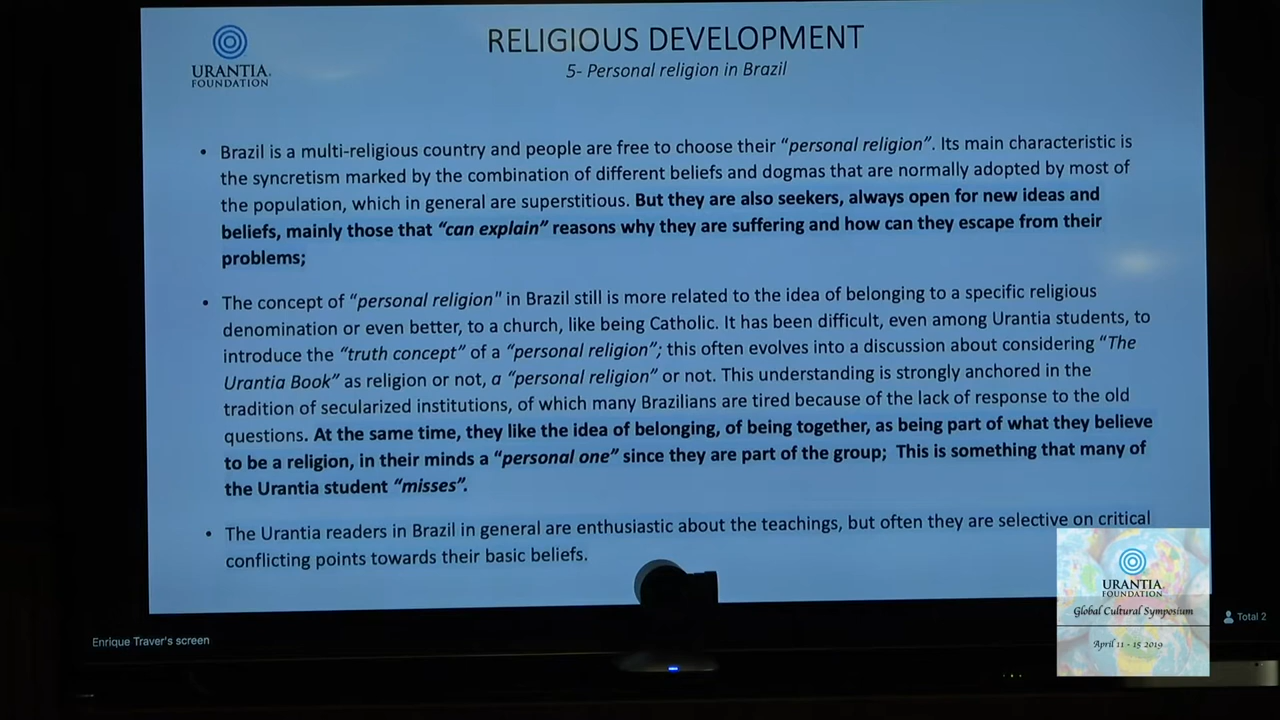 URANTIA
FOUNDATION
RELIGIOUS DEVELOPMENT
5- Personal religion in Brazil
• Brazil is a multi-religious country and people are free to choose their “personal religion”. Its main characteristic is
the syncretism marked by the combination of different beliefs and dogmas that are normally adopted by most of
the population, which in general are superstitious. But they are also seekers, always open for new ideas and
beliefs, mainly those that “can explain” reasons why they are suffering and how can they escape from their
problems;
• The concept of “personal religion" in Brazil still is more related to the idea of belonging to a specific religious
denomination or even better, to a church, like being Catholic. It has been difficult, even among Urantia students, to
introduce the “truth concept” of a “personal religion”; this often evolves into a discussion about considering “The
Urantia Book” as religion or not, a “personal religion” or not. This understanding is strongly anchored in the
tradition of secularized institutions, of which many Brazilians are tired because of the lack of response to the old
questions. At the same time, they like the idea of belonging, of being together, as being part of what they believe
to be a religion, in their minds a “personal one” since they are part of the group; This is something that many of
the Urantia student “misses”.
• The Urantia readers in Brazil in general are enthusiastic about the teachings, but often they are selective on critical
conflicting points towards their basic beliefs.
Enrique Traver's screen
URANTIA
FOUNDATION
Global Cultural Symposium
April 11 - 15 2019
Total 2